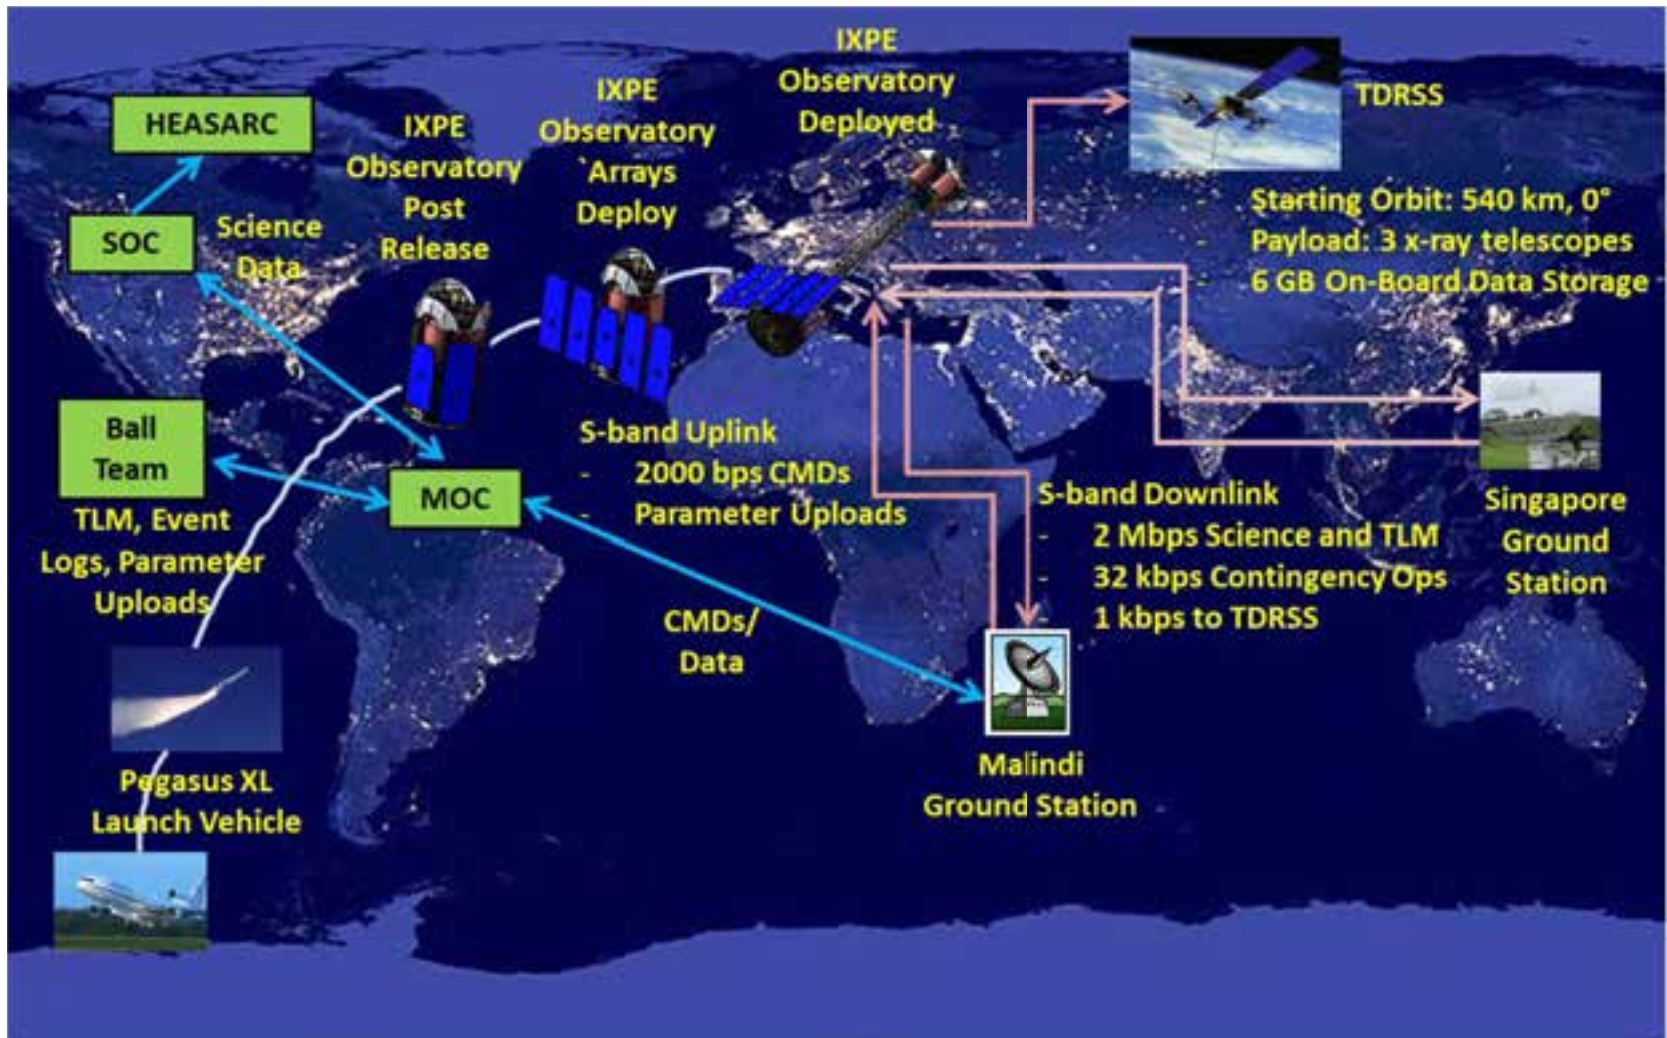 IXPE
Observatory
Deployed
IXPE
Observatory
Arrays
Deploy
IXPE
Observatory
Post
Release
HEASARC
SOC
Science
Data
TDRSS
- Starting Orbit: 540 km, 0°
- Payload: 3 x-ray telescopes
- 6 GB On-Board Data Storage
Ball
Team
TLM, Event
Logs, Parameter
Uploads
MOC
S-band Uplink
- 2000 bps CMDs
- Parameter Uploads
S-band Downlink
- 2 Mbps Science and TLM
- 32 kbps Contingency Ops
- 1 kbps to TDRSS
Singapore
Ground
Station
CMDs/
Data
Malindi
Ground Station
Pegasus XL
Launch Vehicle